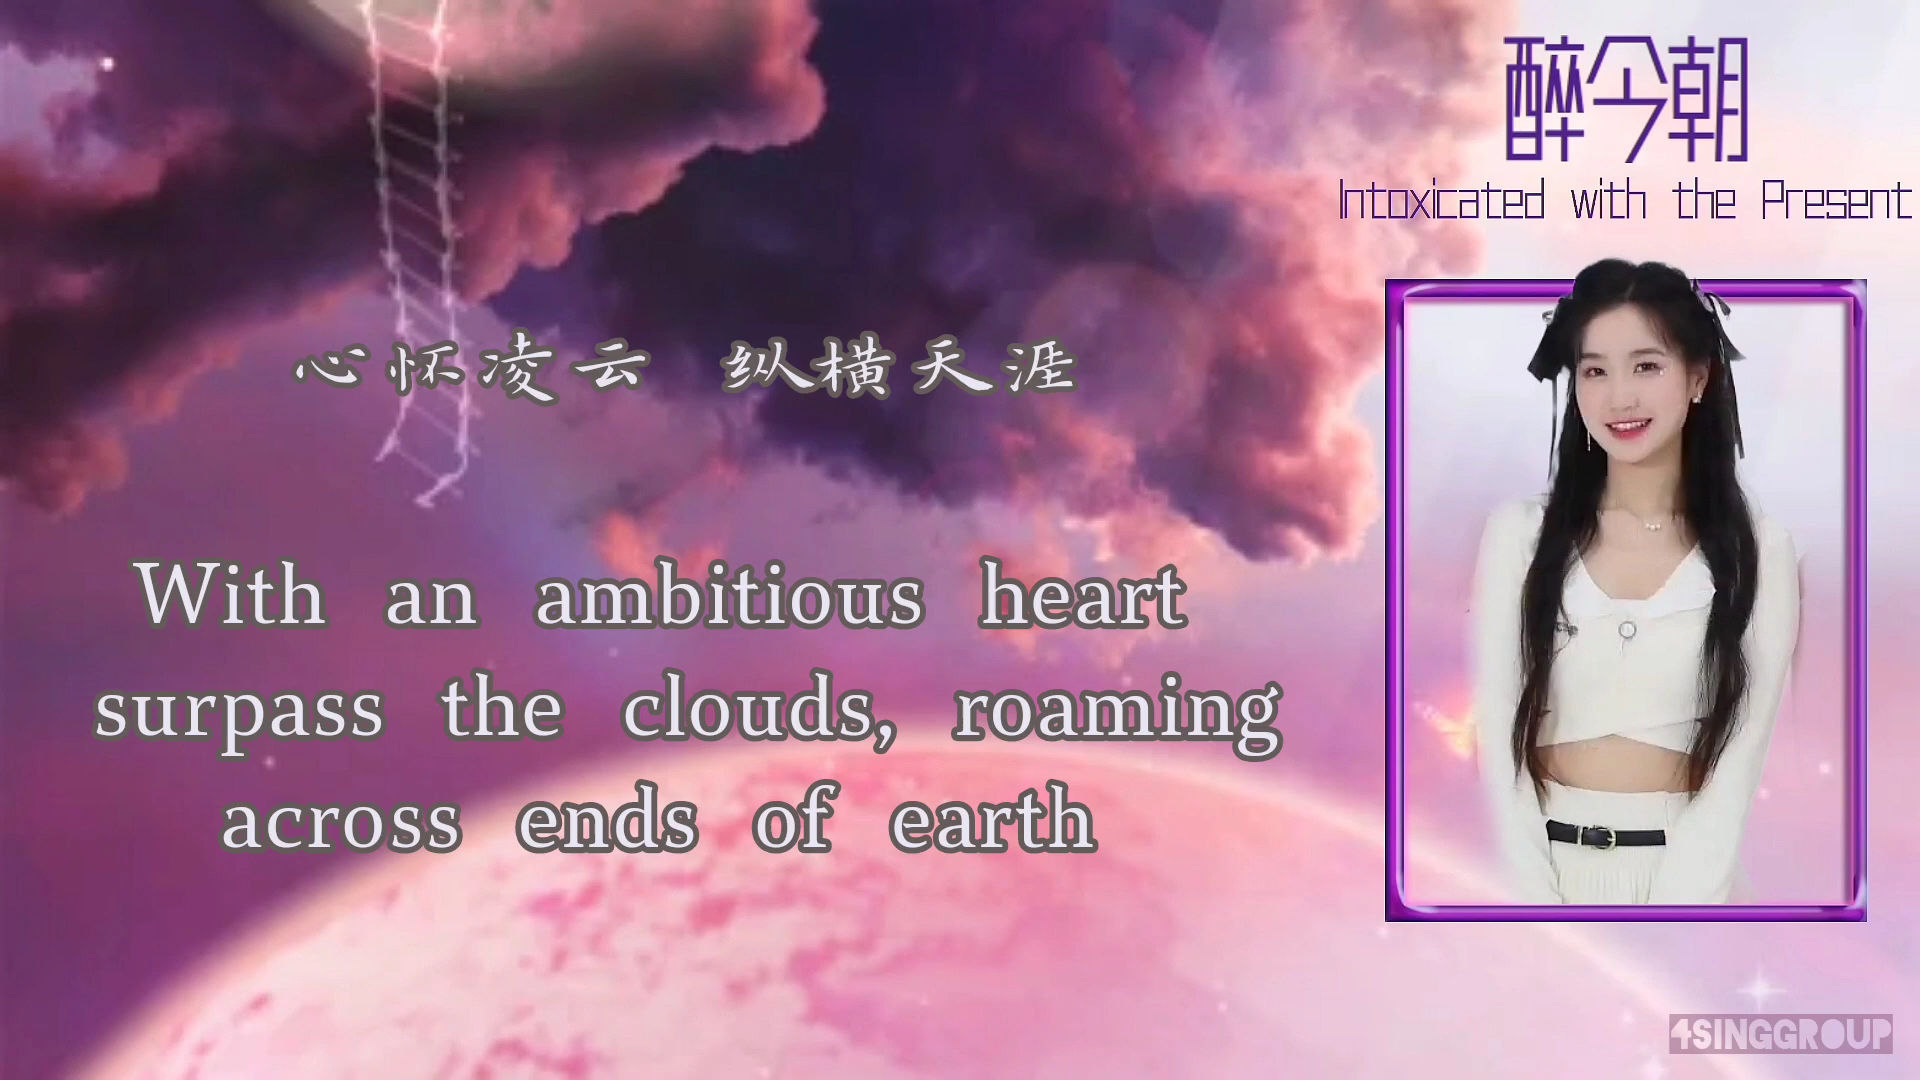 醉今朝
Intoxicated with the Present
心怀凌云 纵横天涯
With an ambitious heart
surpass the clouds, roaming
across ends of earth
4SINGGROUP